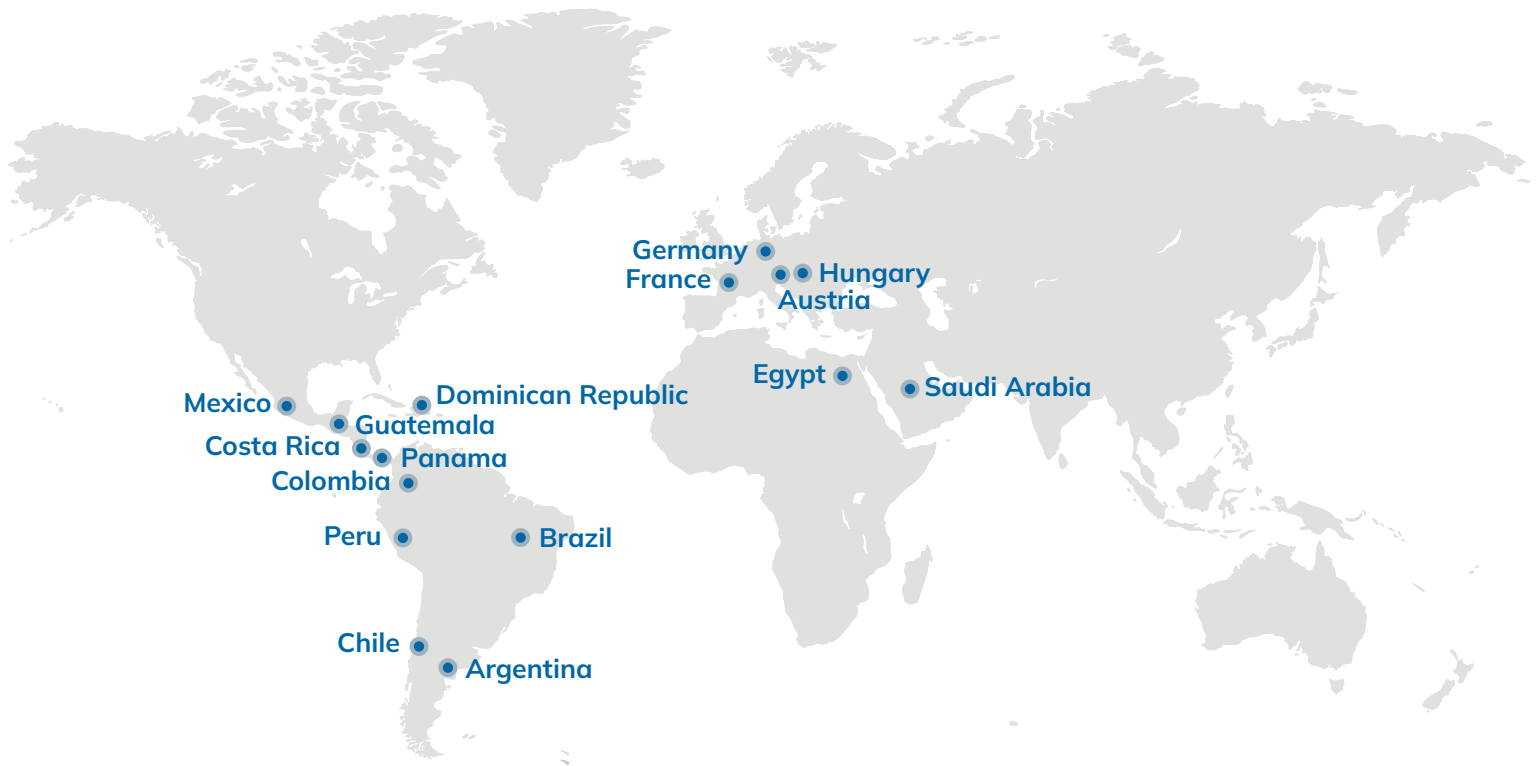 Germany
France
Hungary
Austria
Egypt
Saudi Arabia
Mexico
Dominican Republic
Guatemala
Costa Rica
Panama
Colombia
Peru
Brazil
Chile
Argentina